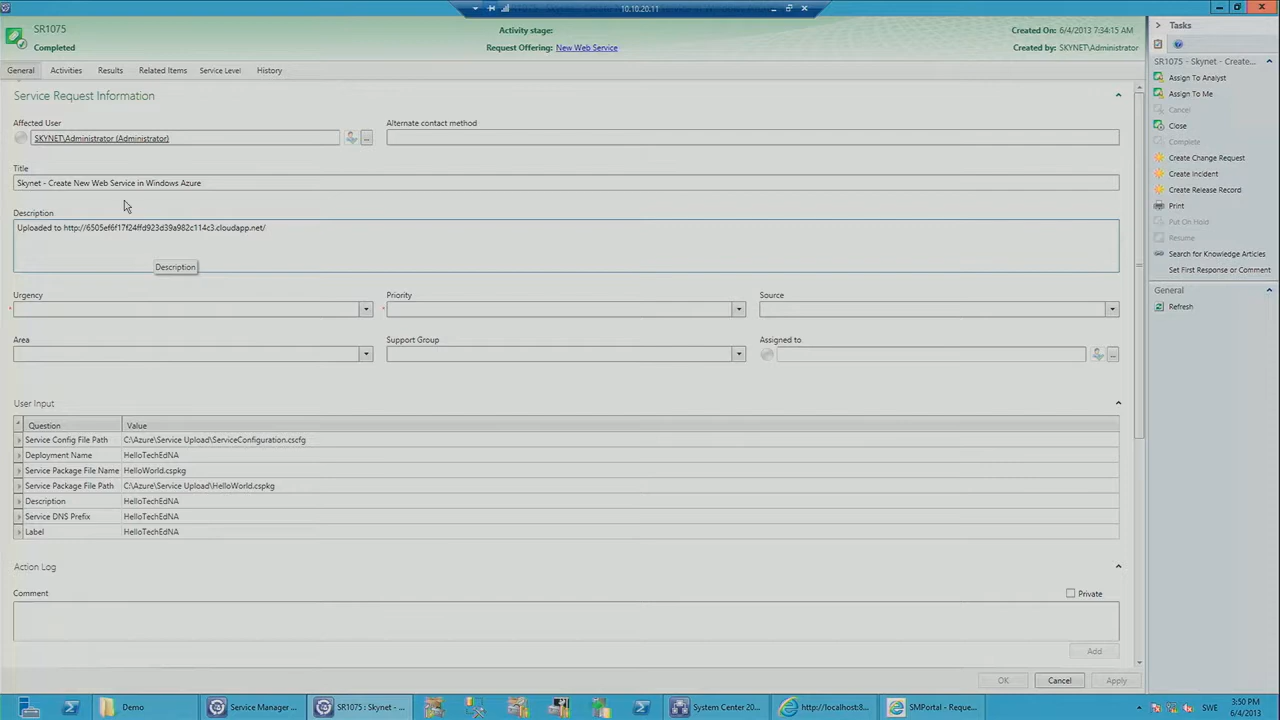 10.10.20.11
SR1075
Completed
Activity stage:
Request Offering: New Web Service
Created On: 6/4/2013 7:34:15 AM
Created by: SKYNET\Administrator
General Activities Results Related Items Service Level History
Service Request Information
Affected User
SKYNET\Administrator (Administrator)
...
Alternate contact method
Title
Skynet - Create New Web Service in Windows Azure
Description
Uploaded to http://6505ef6f17f24ffd923d39a982c114c3.cloudapp.net/
Description
Urgency
Priority
Source
Area
Support Group
Assigned to
...
User Input
Question Value
Service Config File Path C:\Azure\Service Upload\ServiceConfiguration.cscfg
Deployment Name HelloTechEdNA
Service Package File Name HelloWorld.cspkg
Service Package File Path C:\Azure\Service Upload\HelloWorld.cspkg
Description HelloTechEdNA
Service DNS Prefix HelloTechEdNA
Label HelloTechEdNA
Action Log
Comment
Private
Add
OK Cancel Apply
Tasks
SR1075 - Skynet - Create...
Assign To Analyst
Assign To Me
Cancel
Close
Complete
Create Change Request
Create Incident
Create Release Record
Print
Put On Hold
Resume
Search for Knowledge Articles
Set First Response or Comment
General
Refresh
Demo
Service Manager ...
SR1075 : Skynet - ...
System Center 20...
http://localhost:8...
SMPortal - Reque...
SWE
3:50 PM
6/4/2013